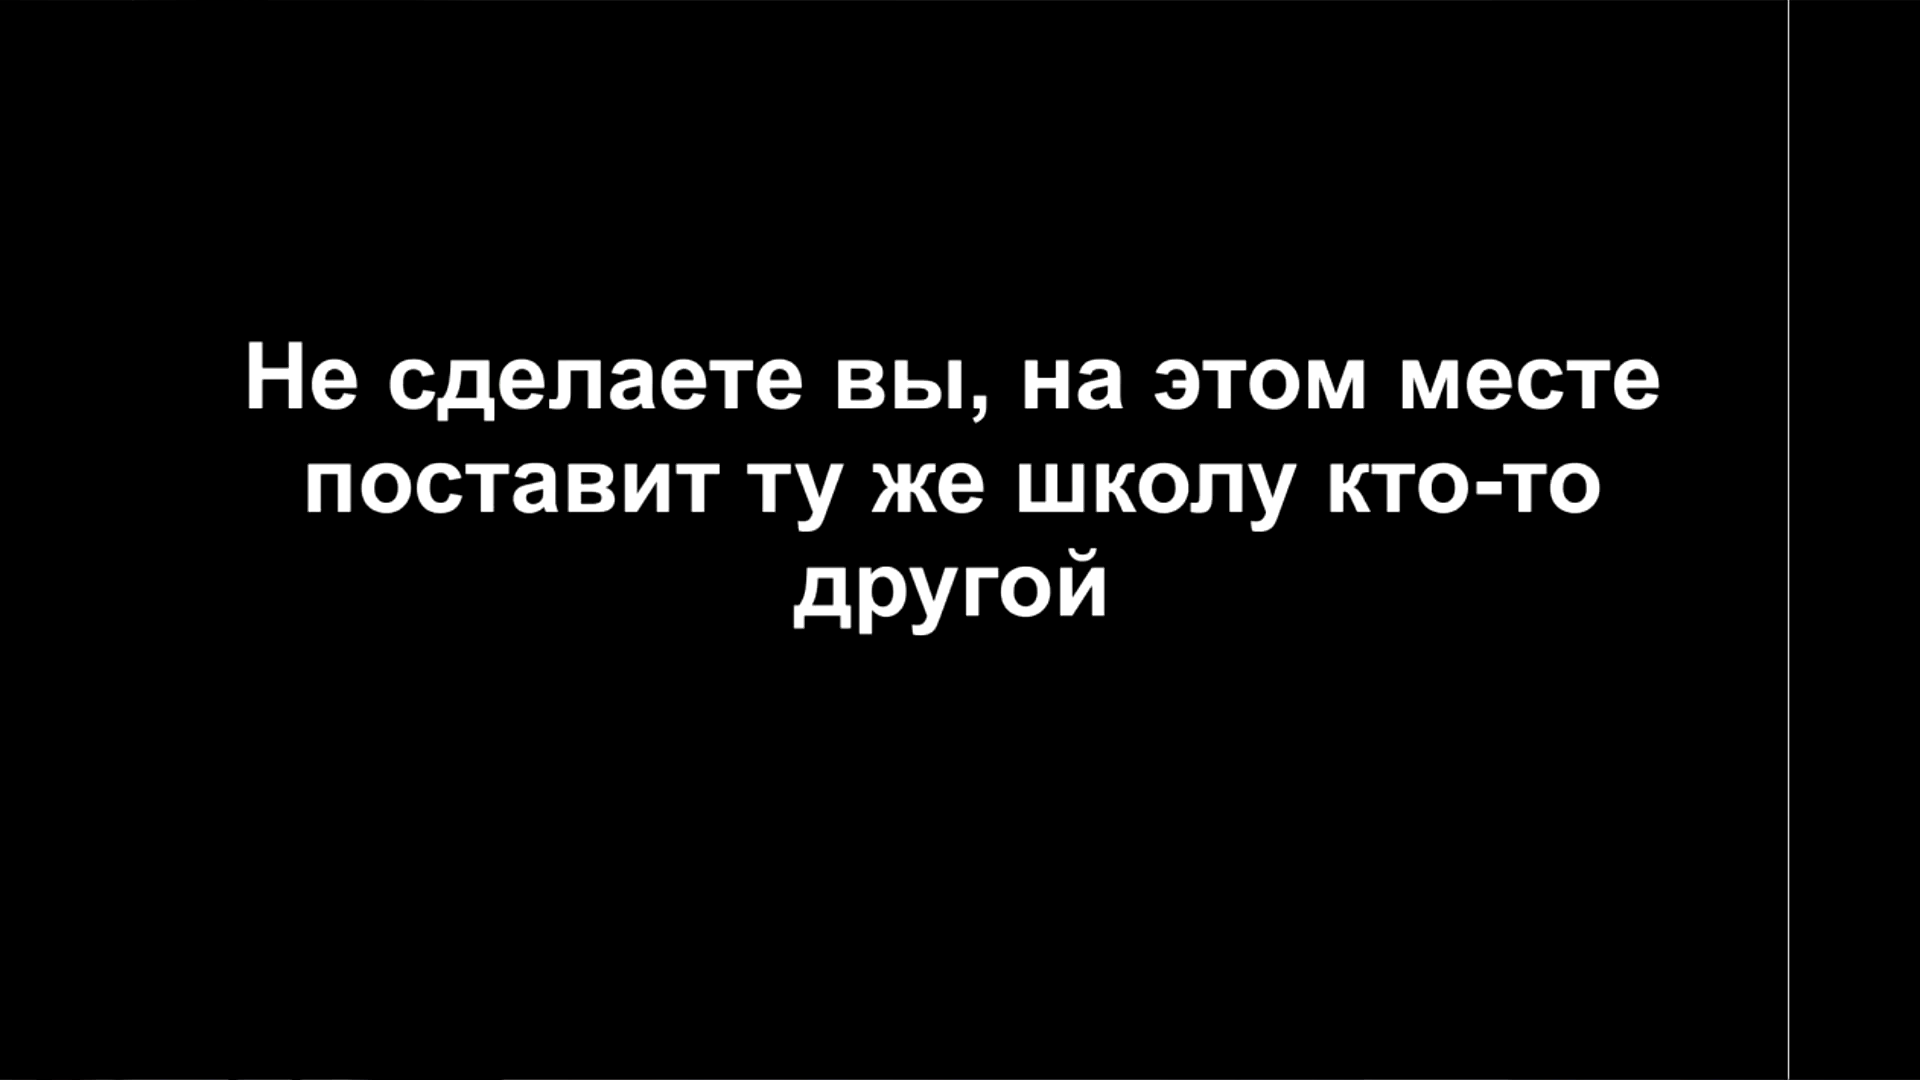 Не сделаете вы, на этом месте
поставит ту же школу кто-то
другой